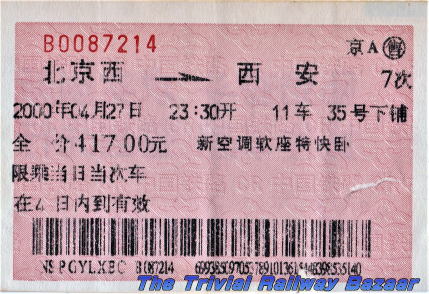 B0087214 京A 售
北京西 → 西安 7次
2000年04月27日 23:30开 11车 35号下铺
全 价417.00元 新空调软座特快卧
限乘当日当次车
在4日内到有效
NSPGYLXBC B087214
The Trivial Railway Bazaar